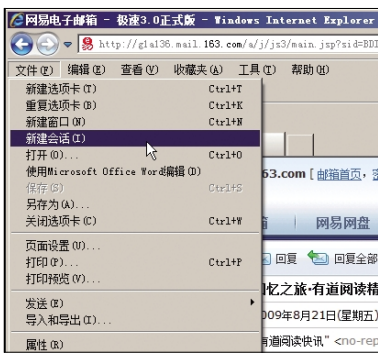 网易电子邮箱 - 极速3.0正式版 - Windows Internet Explorer
http://g1a136.mail.163.com/a/j/js3/main.jsp?sid=BDI
文件(F) 编辑(E) 查看(V) 收藏夹(A) 工具(T) 帮助(H)
新建选项卡(T) Ctrl+T
重复选项卡(B) Ctrl+K
新建窗口(N) Ctrl+N
新建会话(I)
打开(O)... Ctrl+O
使用Microsoft Office Word编辑(D)
保存(S) Ctrl+S
另存为(A)...
关闭选项卡(C) Ctrl+W
页面设置(U)...
打印(P)... Ctrl+P
打印预览(V)...
发送(E)
导入和导出(I)...
属性(R)
63.com [ 邮箱首页,
网易网盘
回复 回复全部
忆之旅·有道阅读精
009年8月21日(星期五)
有道阅读快讯" <no-rep